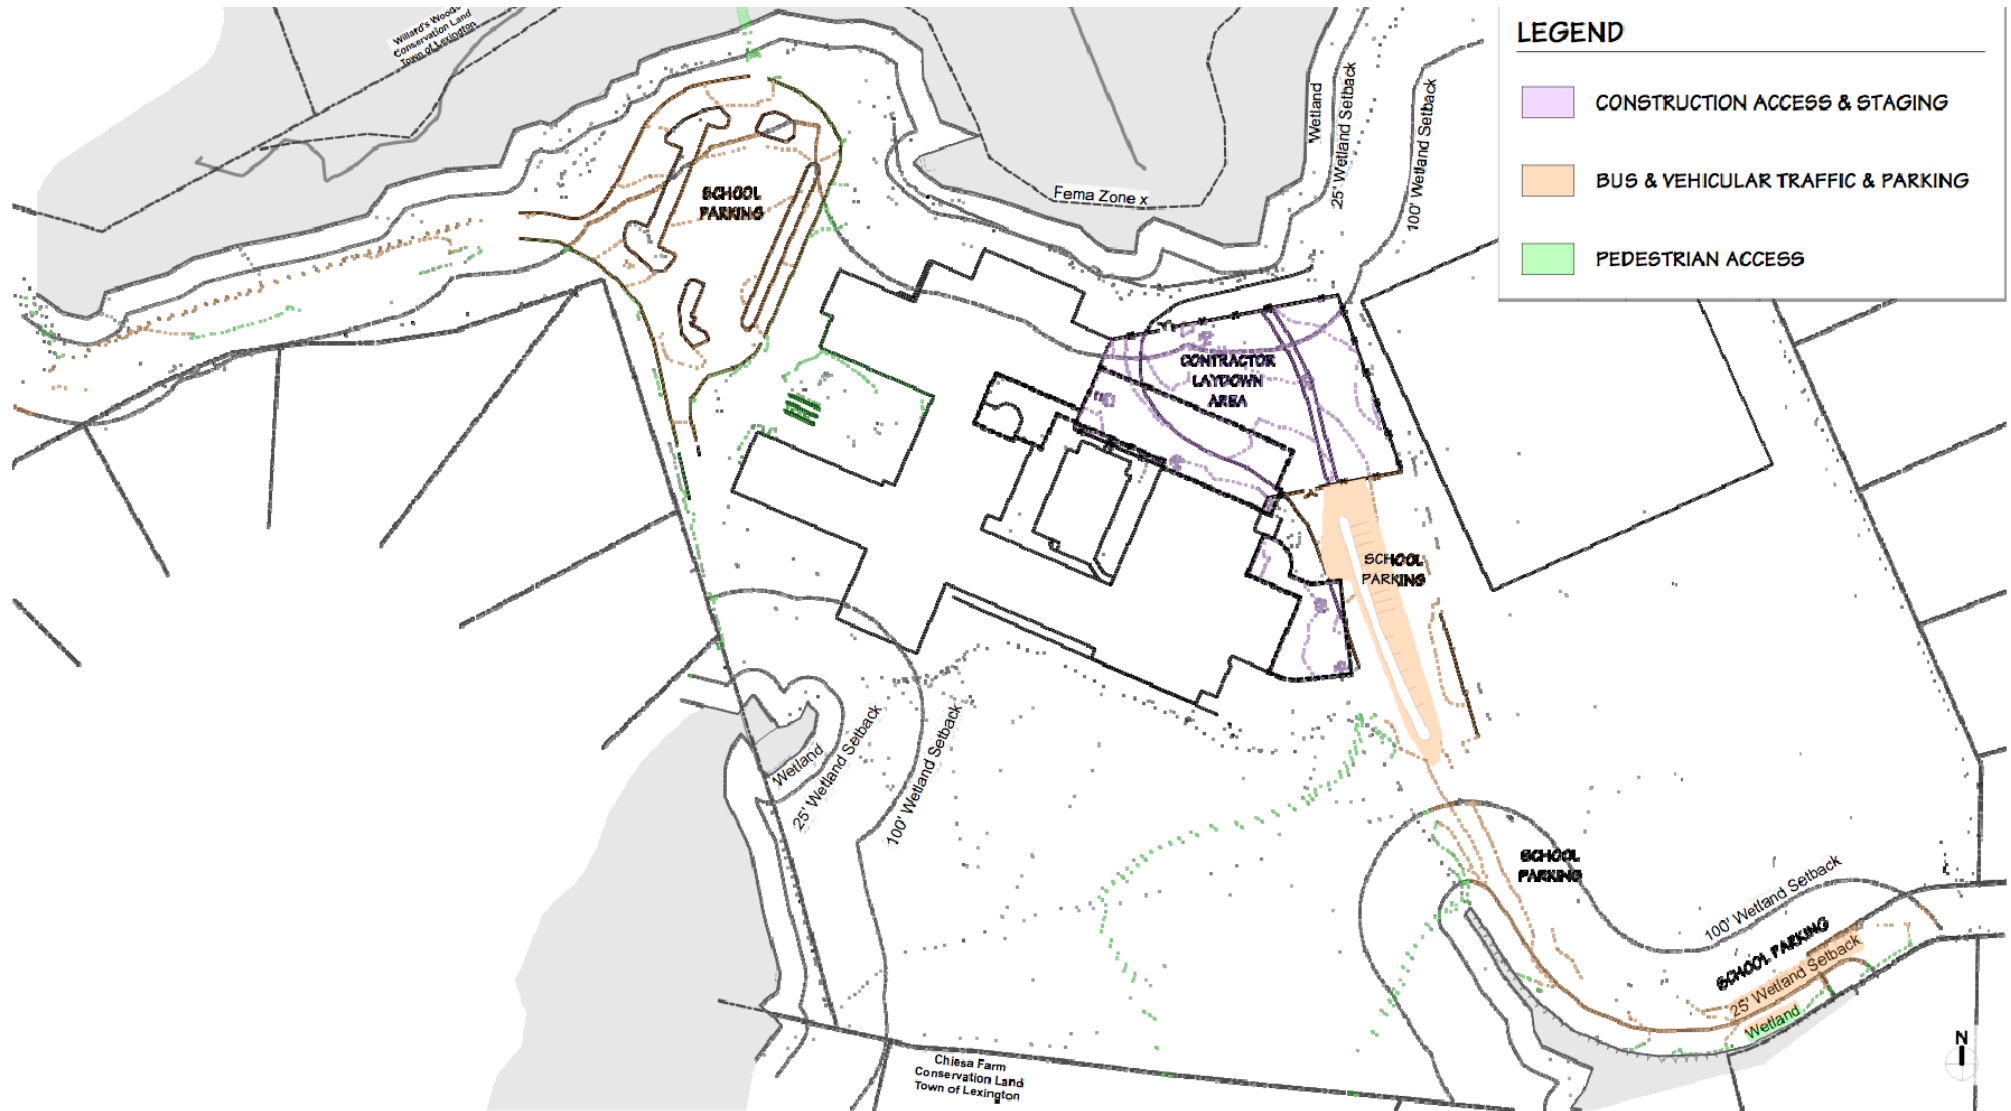 Willard's Woods
Conservation Land
Town of Lexington
LEGEND
CONSTRUCTION ACCESS & STAGING
BUS & VEHICULAR TRAFFIC & PARKING
PEDESTRIAN ACCESS
Wetland
25' Wetland Setback
100' Wetland Setback
Fema Zone x
SCHOOL
PARKING
CONTRACTOR
LAYDOWN
AREA
SCHOOL
PARKING
Wetland
25' Wetland Setback
100' Wetland Setback
SCHOOL
PARKING
100' Wetland Setback
SCHOOL PARKING
25' Wetland Setback
Wetland
N
Chiesa Farm
Conservation Land
Town of Lexington